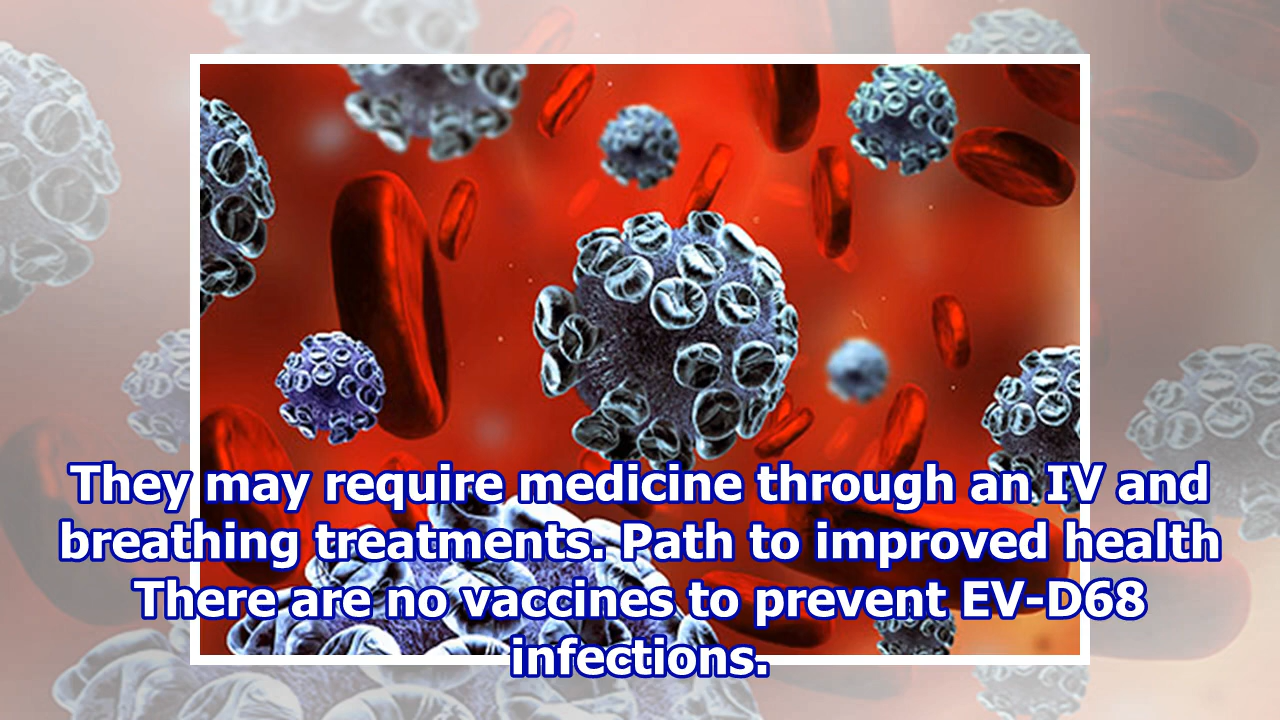 They may require medicine through an IV and
breathing treatments. Path to improved health
There are no vaccines to prevent EV-D68
infections.